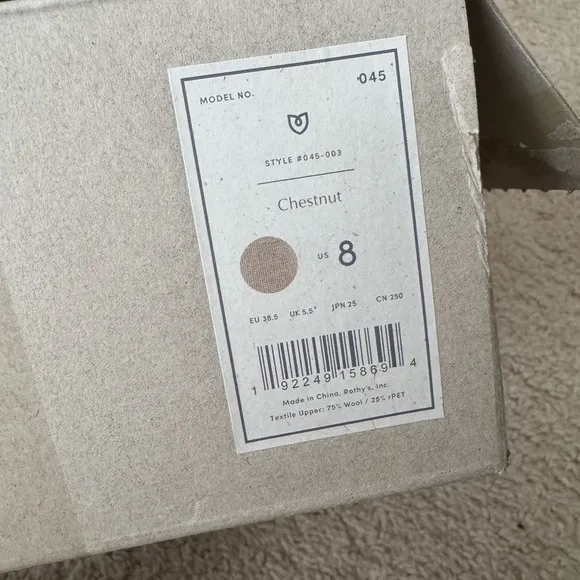 MODEL NO. 045
STYLE #045-003
Chestnut
US 8
EU 38.5 UK 5.5* JPN 25 CN 250
1 92249 15869 4
Made in China, Rothy's, Inc.
Textile Upper: 75% Wool / 25% rPET